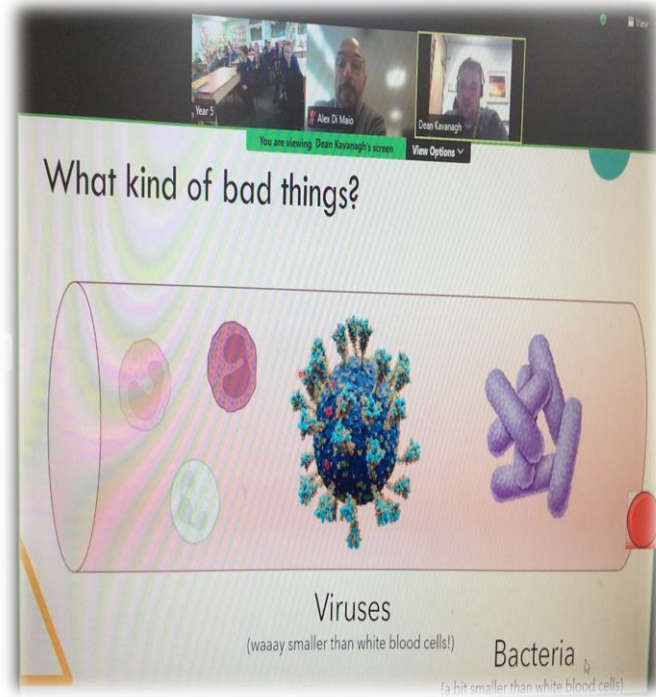 View
Year 5
Alex Di Maio
Dean Kavanagh
You are viewing Dean Kavanagh's screen
View Options
What kind of bad things?
Viruses
(waaay smaller than white blood cells!)
Bacteria
(a bit smaller than white blood cells)